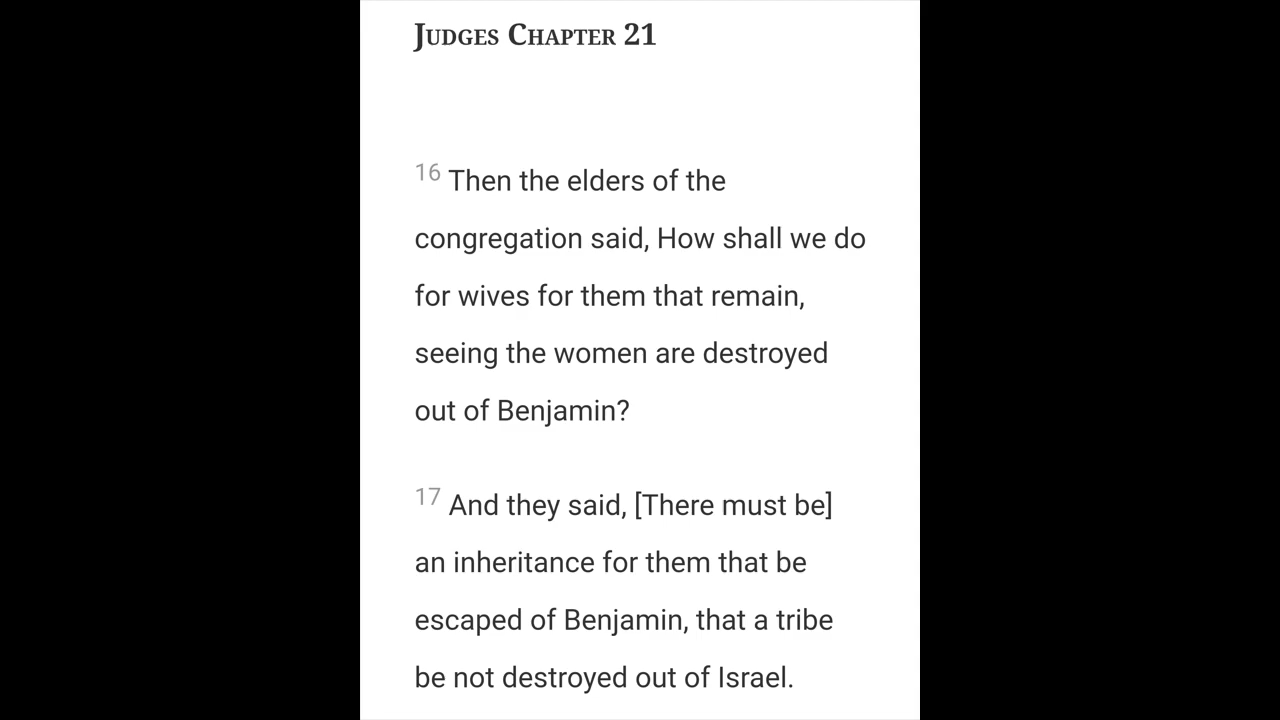 Judges Chapter 21
16 Then the elders of the
congregation said, How shall we do
for wives for them that remain,
seeing the women are destroyed
out of Benjamin?
17 And they said, [There must be]
an inheritance for them that be
escaped of Benjamin, that a tribe
be not destroyed out of Israel.